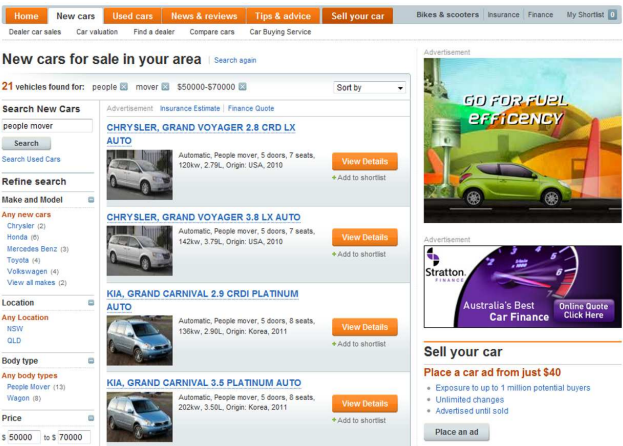 Home New cars Used cars News & reviews Tips & advice Sell your car Bikes & scooters Insurance Finance My Shortlist 0
Dealer car sales Car valuation Find a dealer Compare cars Car Buying Service
New cars for sale in your area Search again
21 vehicles found for: people mover $50000-$70000 Sort by
Search New Cars
people mover
Search
Search Used Cars
Refine search
Make and Model
Any new cars
Chrysler (2)
Honda (6)
Mercedes Benz (3)
Toyota (4)
Volkswagen (4)
View all makes (2)
Location
Any Location
NSW
QLD
Body type
Any body types
People Mover (13)
Wagon (8)
Price
$ 50000 to $ 70000
Advertisement Insurance Estimate Finance Quote
CHRYSLER, GRAND VOYAGER 2.8 CRD LX
AUTO
Automatic, People mover, 5 doors, 7 seats,
120kw, 2.79L, Origin: USA, 2010
View Details
+ Add to shortlist
CHRYSLER, GRAND VOYAGER 3.8 LX AUTO
Automatic, People mover, 5 doors, 7 seats,
142kw, 3.79L, Origin: USA, 2010
View Details
+ Add to shortlist
KIA, GRAND CARNIVAL 2.9 CRDI PLATINUM
AUTO
Automatic, People mover, 5 doors, 8 seats,
136kw, 2.90L, Origin: Korea, 2011
View Details
+ Add to shortlist
KIA, GRAND CARNIVAL 3.5 PLATINUM AUTO
Automatic, People mover, 5 doors, 8 seats,
202kw, 3.50L, Origin: Korea, 2011
View Details
+ Add to shortlist
Advertisement
GO FOR FUEL
EFFICENCY
Advertisement
Stratton
FINANCE
Australia's Best
Car Finance
Online Quote
Click Here
Sell your car
Place a car ad from just $40
Exposure to up to 1 million potential buyers
Unlimited changes
Advertised until sold
Place an ad